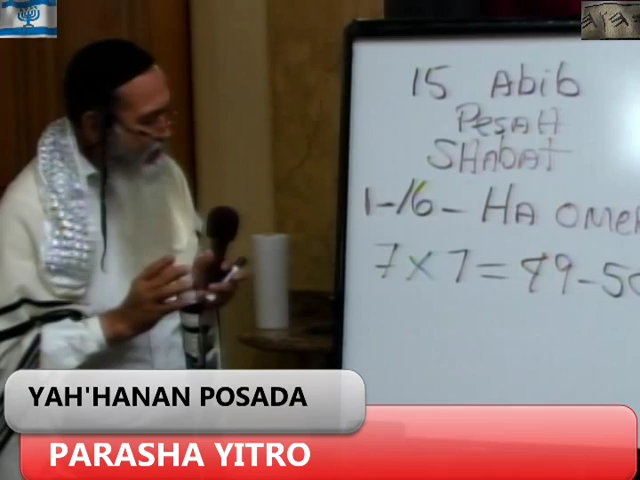 15 Abib
PesaH
SHabat
1-16- HA OMER
7x7=49-50
YAH'HANAN POSADA
PARASHA YITRO